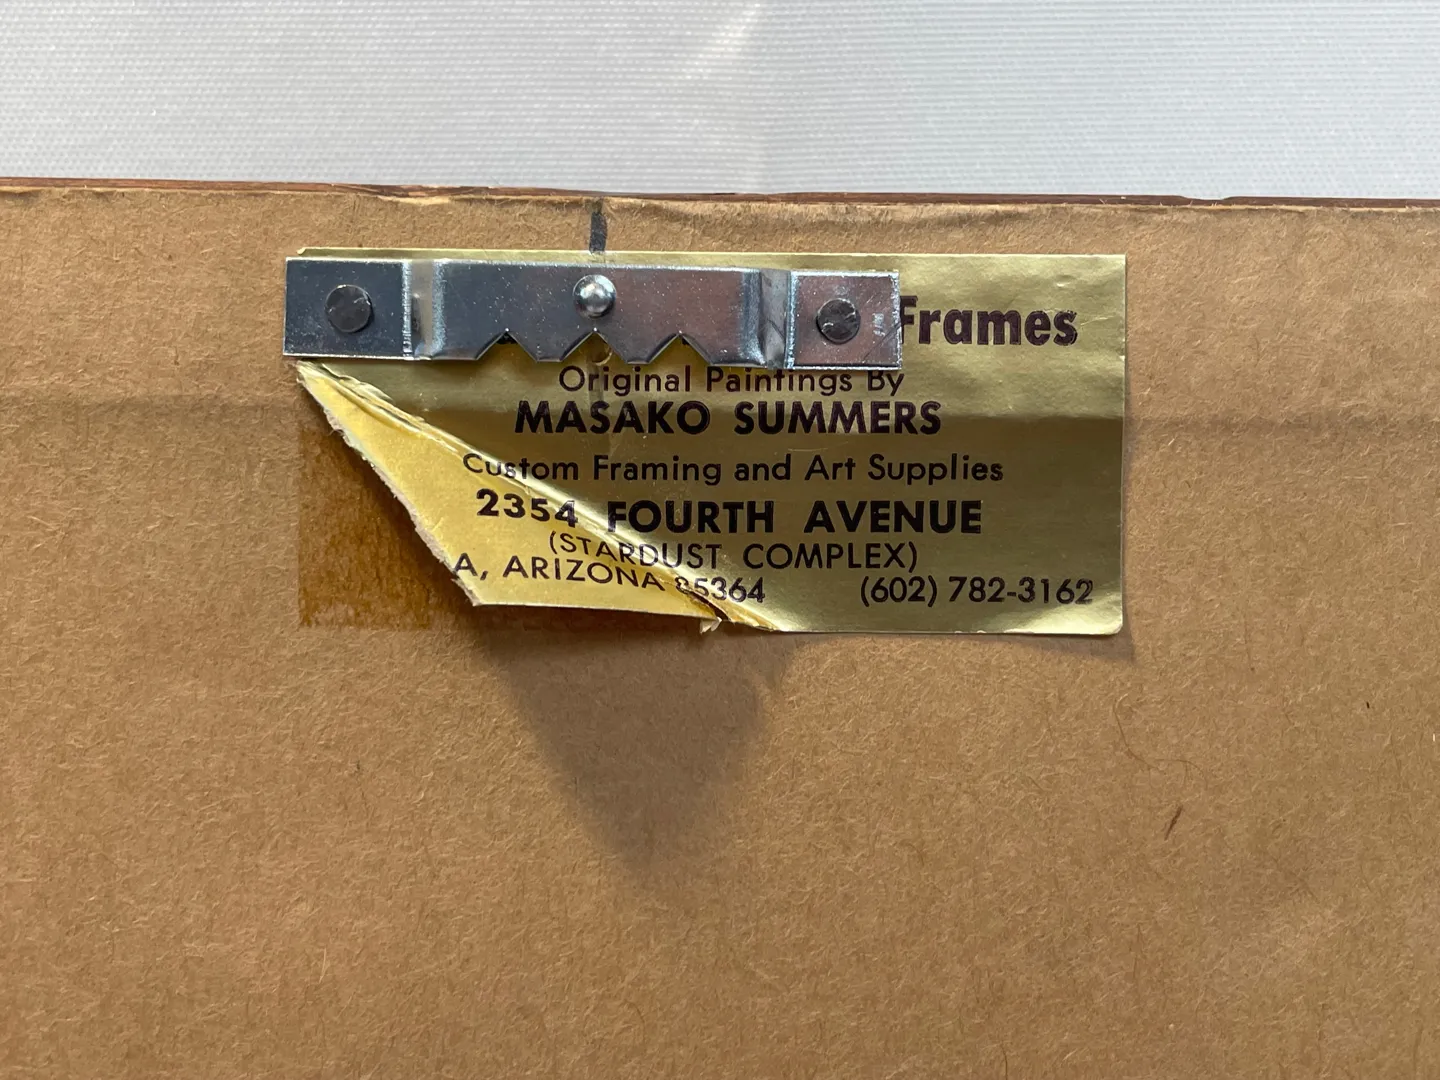 Frames
Original Paintings By
MASAKO SUMMERS
Custom Framing and Art Supplies
2354 FOURTH AVENUE
(STARDUST COMPLEX)
A, ARIZONA 85364 (602) 782-3162